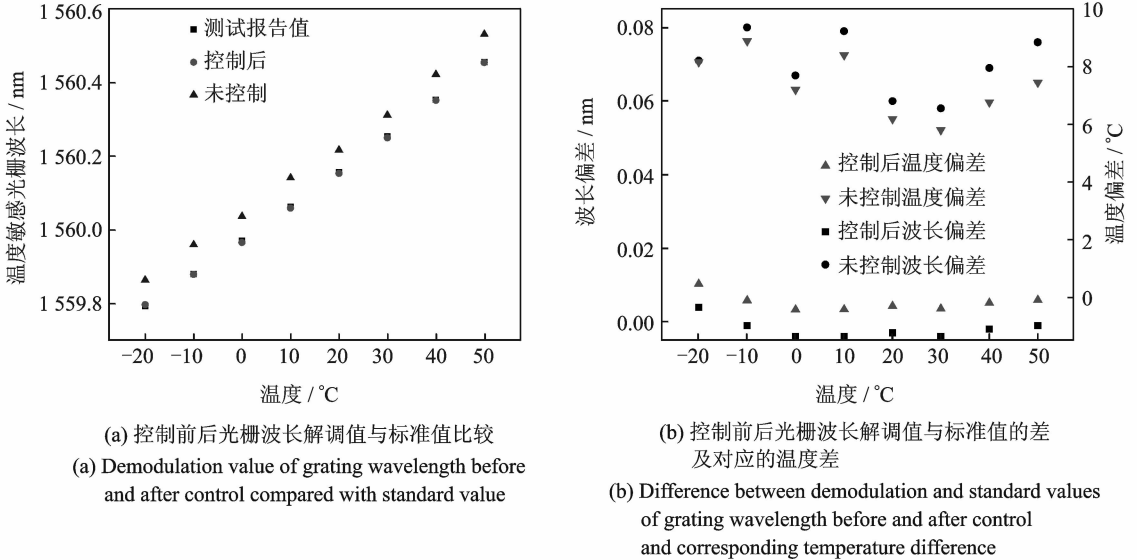 1 560.6
1 560.4
1 560.2
1 560.0
1 559.8
温度敏感光栅波长 / nm
测试报告值
控制后
未控制
−20 −10 0 10 20 30 40 50
温度 / ℃
(a) 控制前后光栅波长解调值与标准值比较
(a) Demodulation value of grating wavelength before
and after control compared with standard value
0.08
0.06
0.04
0.02
0.00
波长偏差 / nm
10
8
6
4
2
0
温度偏差 / ℃
控制后温度偏差
未控制温度偏差
控制后波长偏差
未控制波长偏差
−20 −10 0 10 20 30 40 50
温度 / ℃
(b) 控制前后光栅波长解调值与标准值的差
及对应的温度差
(b) Difference between demodulation and standard values
of grating wavelength before and after control
and corresponding temperature difference